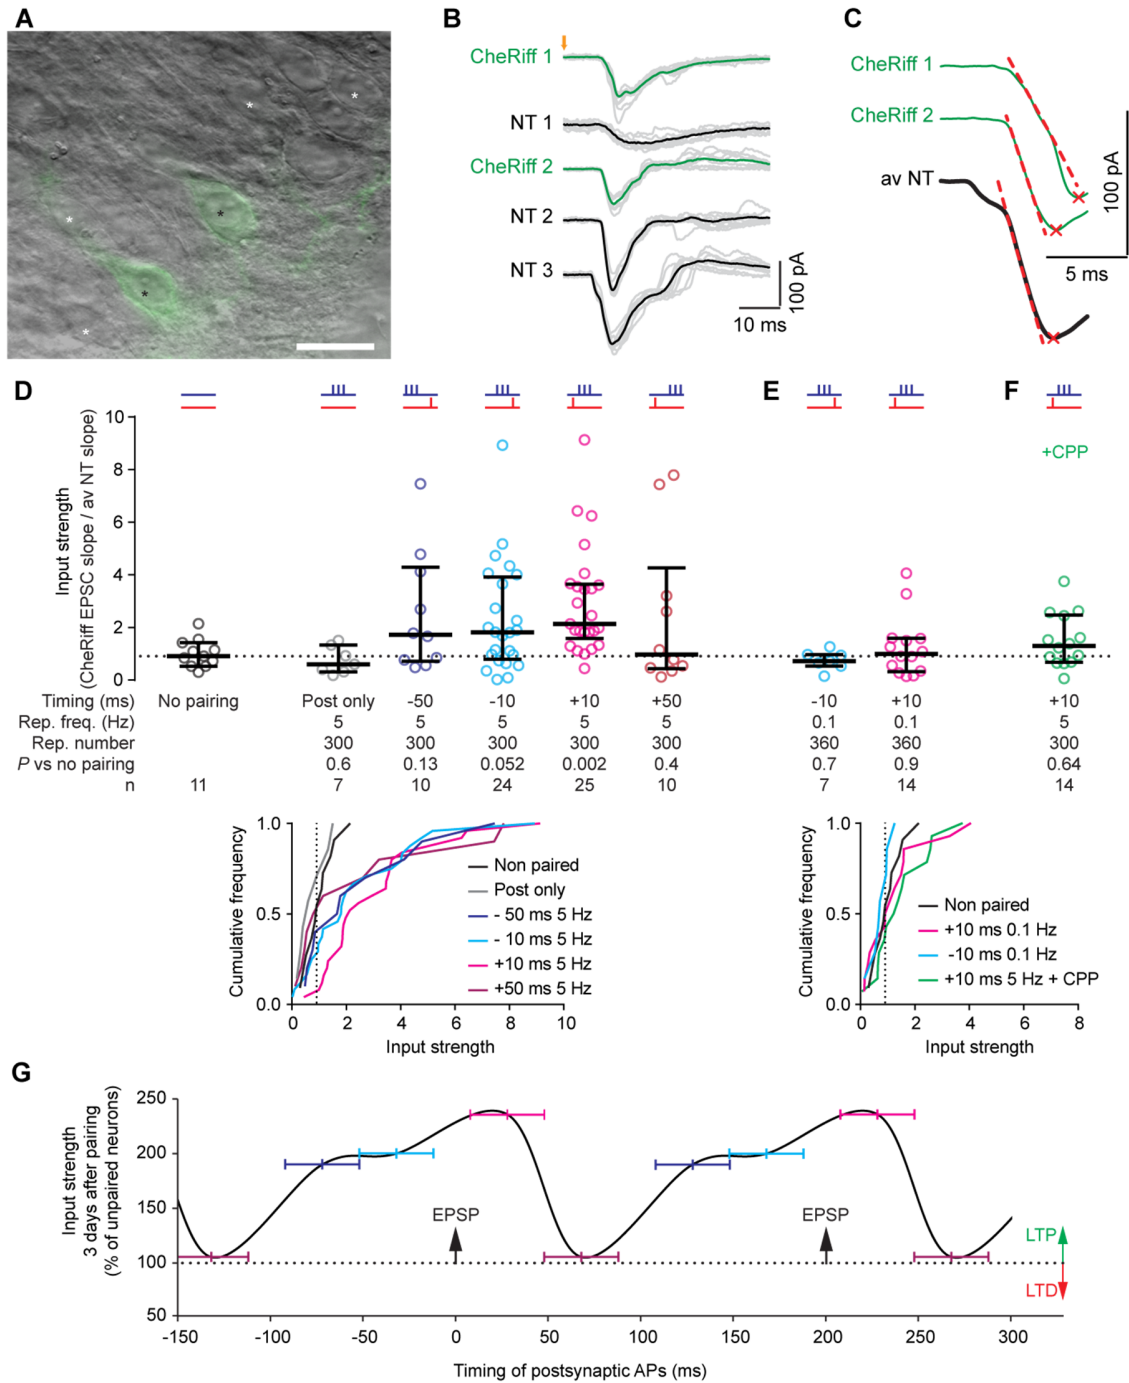 A
B
C
CheRiff 1
NT 1
CheRiff 2
NT 2
NT 3
100 pA
10 ms
CheRiff 1
CheRiff 2
av NT
100 pA
5 ms
D
E
F
+CPP
Input strength
(CheRiff EPSC slope / av NT slope)
10
8
6
4
2
0
Timing (ms) No pairing Post only -50 -10 +10 +50 -10 +10 +10
Rep. freq. (Hz) 5 5 5 5 5 0.1 0.1 5
Rep. number 300 300 300 300 300 360 360 300
P vs no pairing 0.6 0.13 0.052 0.002 0.4 0.7 0.9 0.64
n 11 7 10 24 25 10 7 14 14
Cumulative frequency
1.0
0.5
0.0
0 2 4 6 8 10
Input strength
Non paired
Post only
- 50 ms 5 Hz
- 10 ms 5 Hz
+10 ms 5 Hz
+50 ms 5 Hz
Cumulative frequency
1.0
0.5
0.0
0 2 4 6 8
Input strength
Non paired
+10 ms 0.1 Hz
-10 ms 0.1 Hz
+10 ms 5 Hz + CPP
G
Input strength
3 days after pairing
(% of unpaired neurons)
250
200
150
100
50
EPSP
EPSP
LTP
LTD
-150 -100 -50 0 50 100 150 200 250 300
Timing of postsynaptic APs (ms)